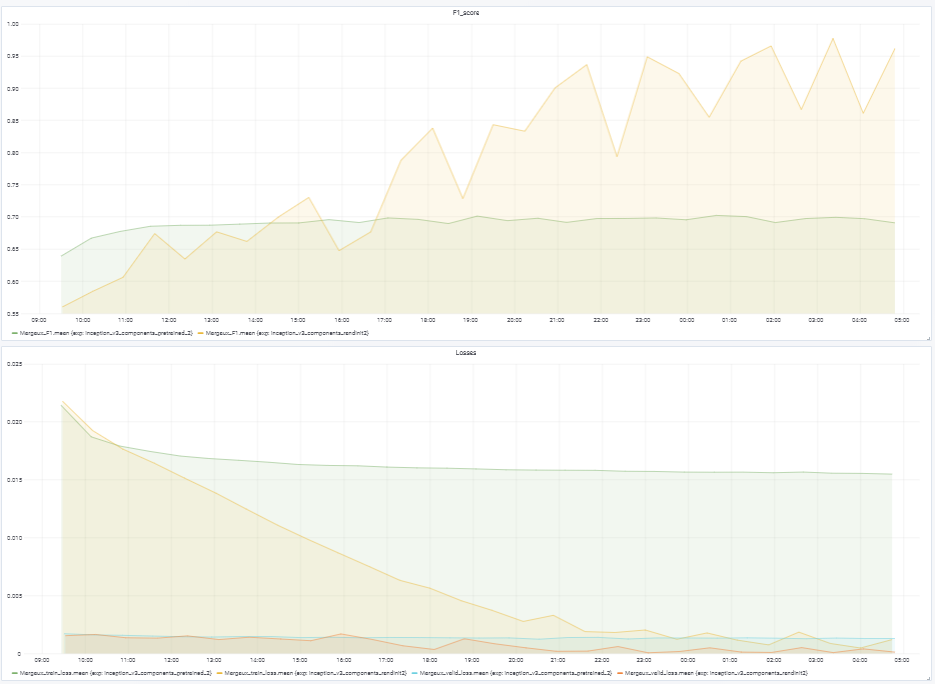 F1_score
1.00
0.95
0.90
0.85
0.80
0.75
0.70
0.65
0.60
0.55
09:00 10:00 11:00 12:00 13:00 14:00 15:00 16:00 17:00 18:00 19:00 20:00 21:00 22:00 23:00 00:00 01:00 02:00 03:00 04:00 05:00
Margaux_F1.mean {exp: inception_v3_components_pretrained_2} Margaux_F1.mean {exp: inception_v3_components_randinit2}
Losses
0.025
0.020
0.015
0.010
0.005
0
09:00 10:00 11:00 12:00 13:00 14:00 15:00 16:00 17:00 18:00 19:00 20:00 21:00 22:00 23:00 00:00 01:00 02:00 03:00 04:00 05:00
Margaux_train_loss.mean {exp: inception_v3_components_pretrained_2} Margaux_train_loss.mean {exp: inception_v3_components_randinit2} Margaux_valid_loss.mean {exp: inception_v3_components_pretrained_2} Margaux_valid_loss.mean {exp: inception_v3_components_randinit2}